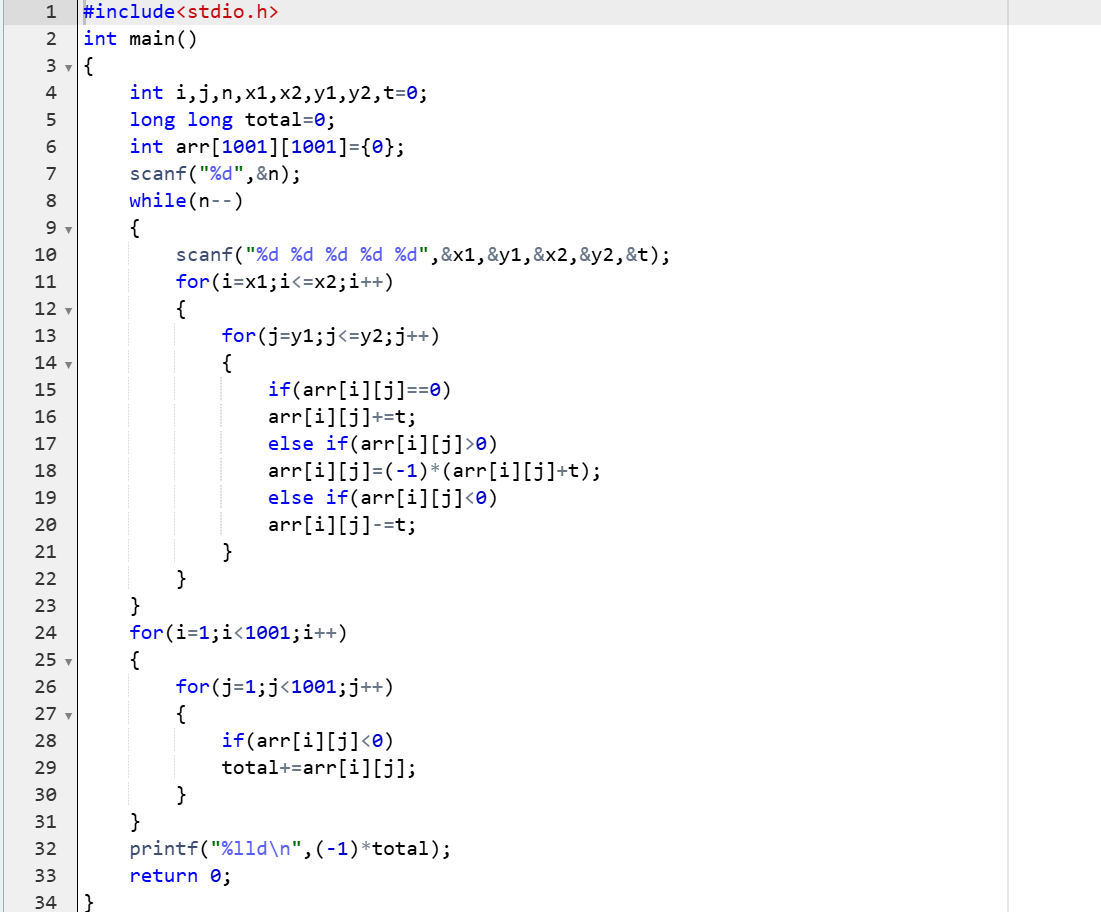 1 #include<stdio.h>
2 int main()
3 {
4     int i,j,n,x1,x2,y1,y2,t=0;
5     long long total=0;
6     int arr[1001][1001]={0};
7     scanf("%d",&n);
8     while(n--)
9     {
10         scanf("%d %d %d %d %d",&x1,&y1,&x2,&y2,&t);
11         for(i=x1;i<=x2;i++)
12         {
13             for(j=y1;j<=y2;j++)
14             {
15                 if(arr[i][j]==0)
16                 arr[i][j]+=t;
17                 else if(arr[i][j]>0)
18                 arr[i][j]=(-1)*(arr[i][j]+t);
19                 else if(arr[i][j]<0)
20                 arr[i][j]-=t;
21             }
22         }
23     }
24     for(i=1;i<1001;i++)
25     {
26         for(j=1;j<1001;j++)
27         {
28             if(arr[i][j]<0)
29             total+=arr[i][j];
30         }
31     }
32     printf("%lld\n",(-1)*total);
33     return 0;
34 }